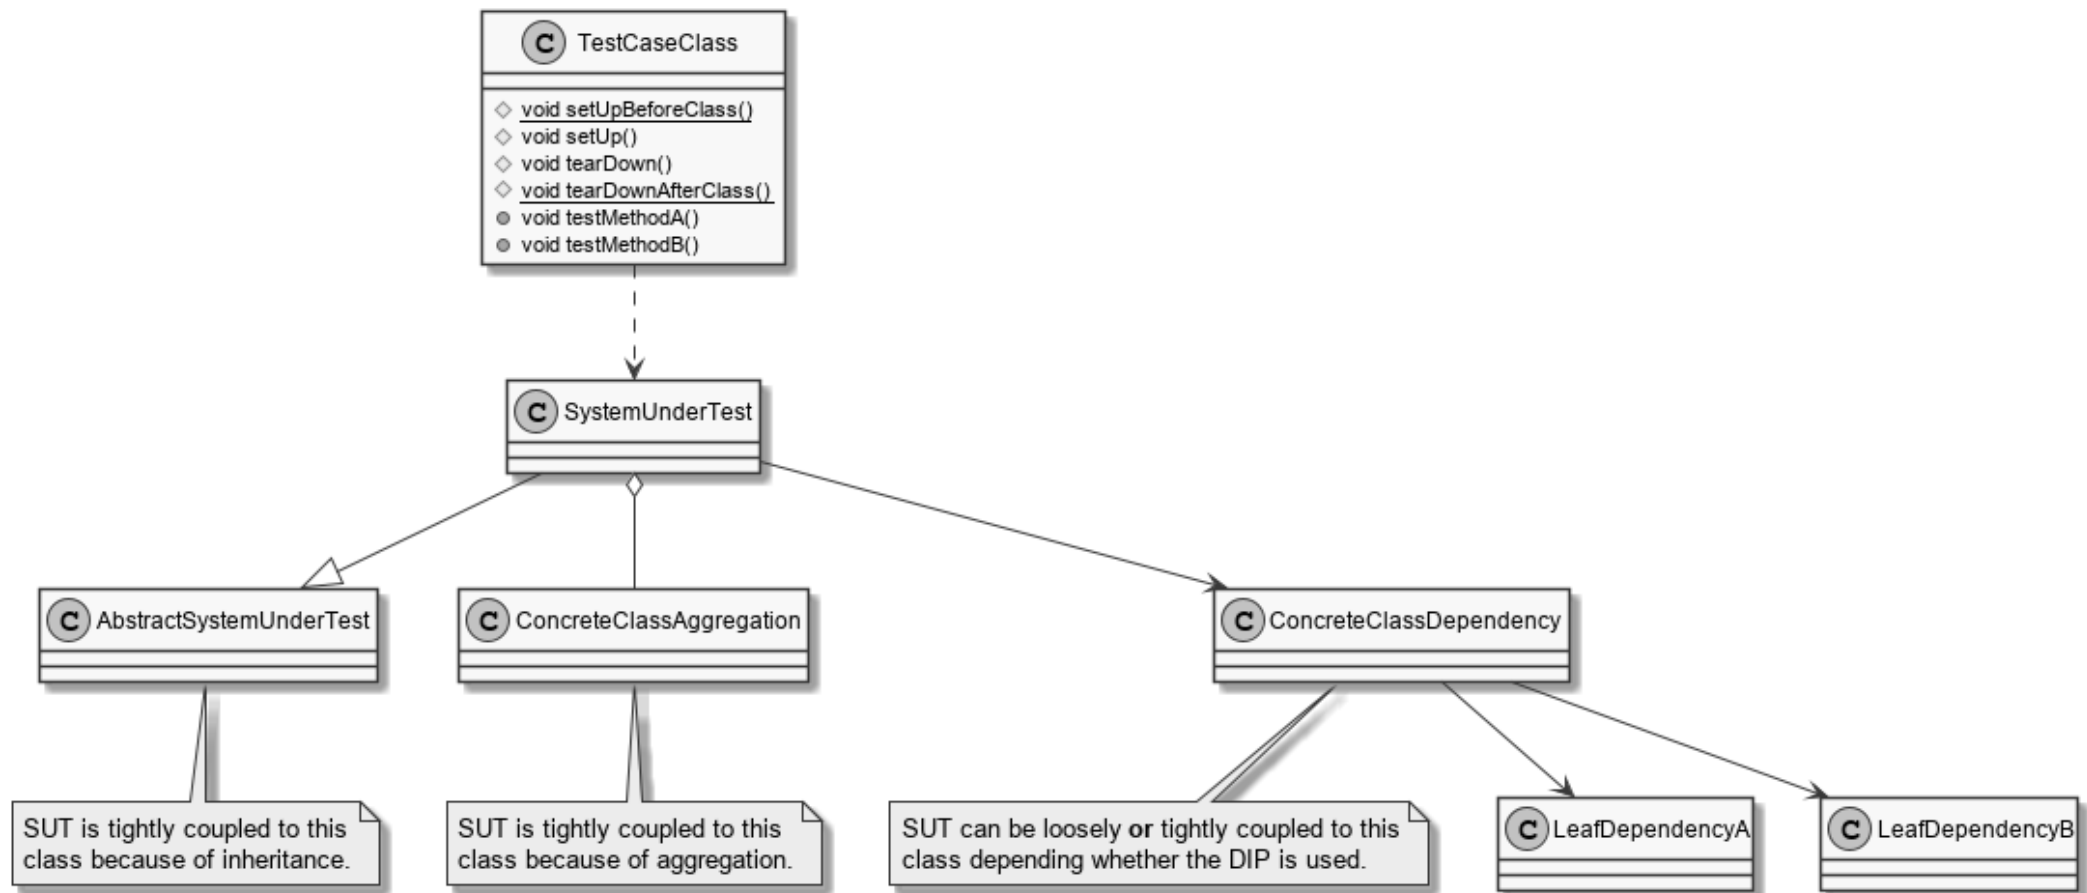 C TestCaseClass
void setUpBeforeClass()
void setUp()
void tearDown()
void tearDownAfterClass()
void testMethodA()
void testMethodB()
C SystemUnderTest
C AbstractSystemUnderTest
C ConcreteClassAggregation
C ConcreteClassDependency
SUT is tightly coupled to this
class because of inheritance.
SUT is tightly coupled to this
class because of aggregation.
SUT can be loosely or tightly coupled to this
class depending whether the DIP is used.
C LeafDependencyA
C LeafDependencyB